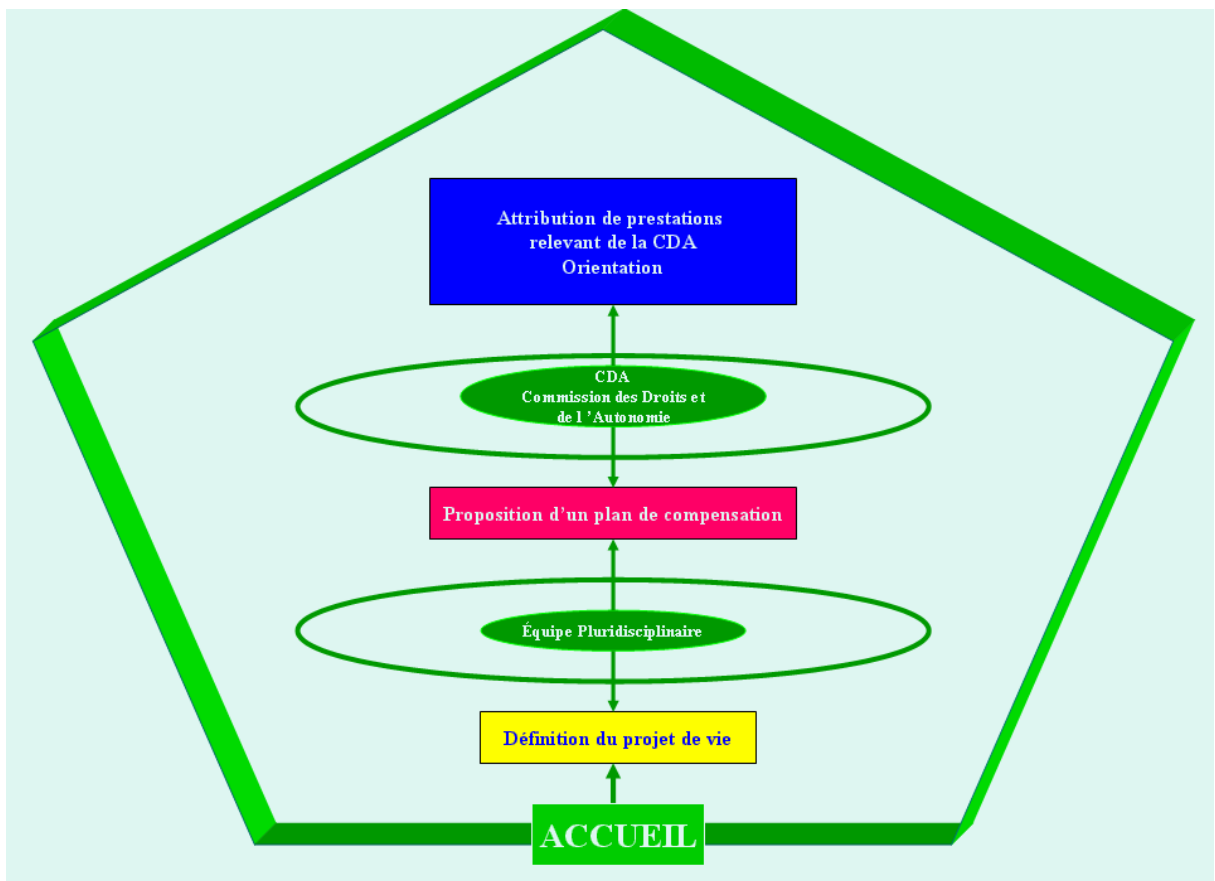 Attribution de prestations
relevant de la CDA
Orientation
CDA
Commission des Droits et
de l ’Autonomie
Proposition d’un plan de compensation
Équipe Pluridisciplinaire
Définition du projet de vie
ACCUEIL